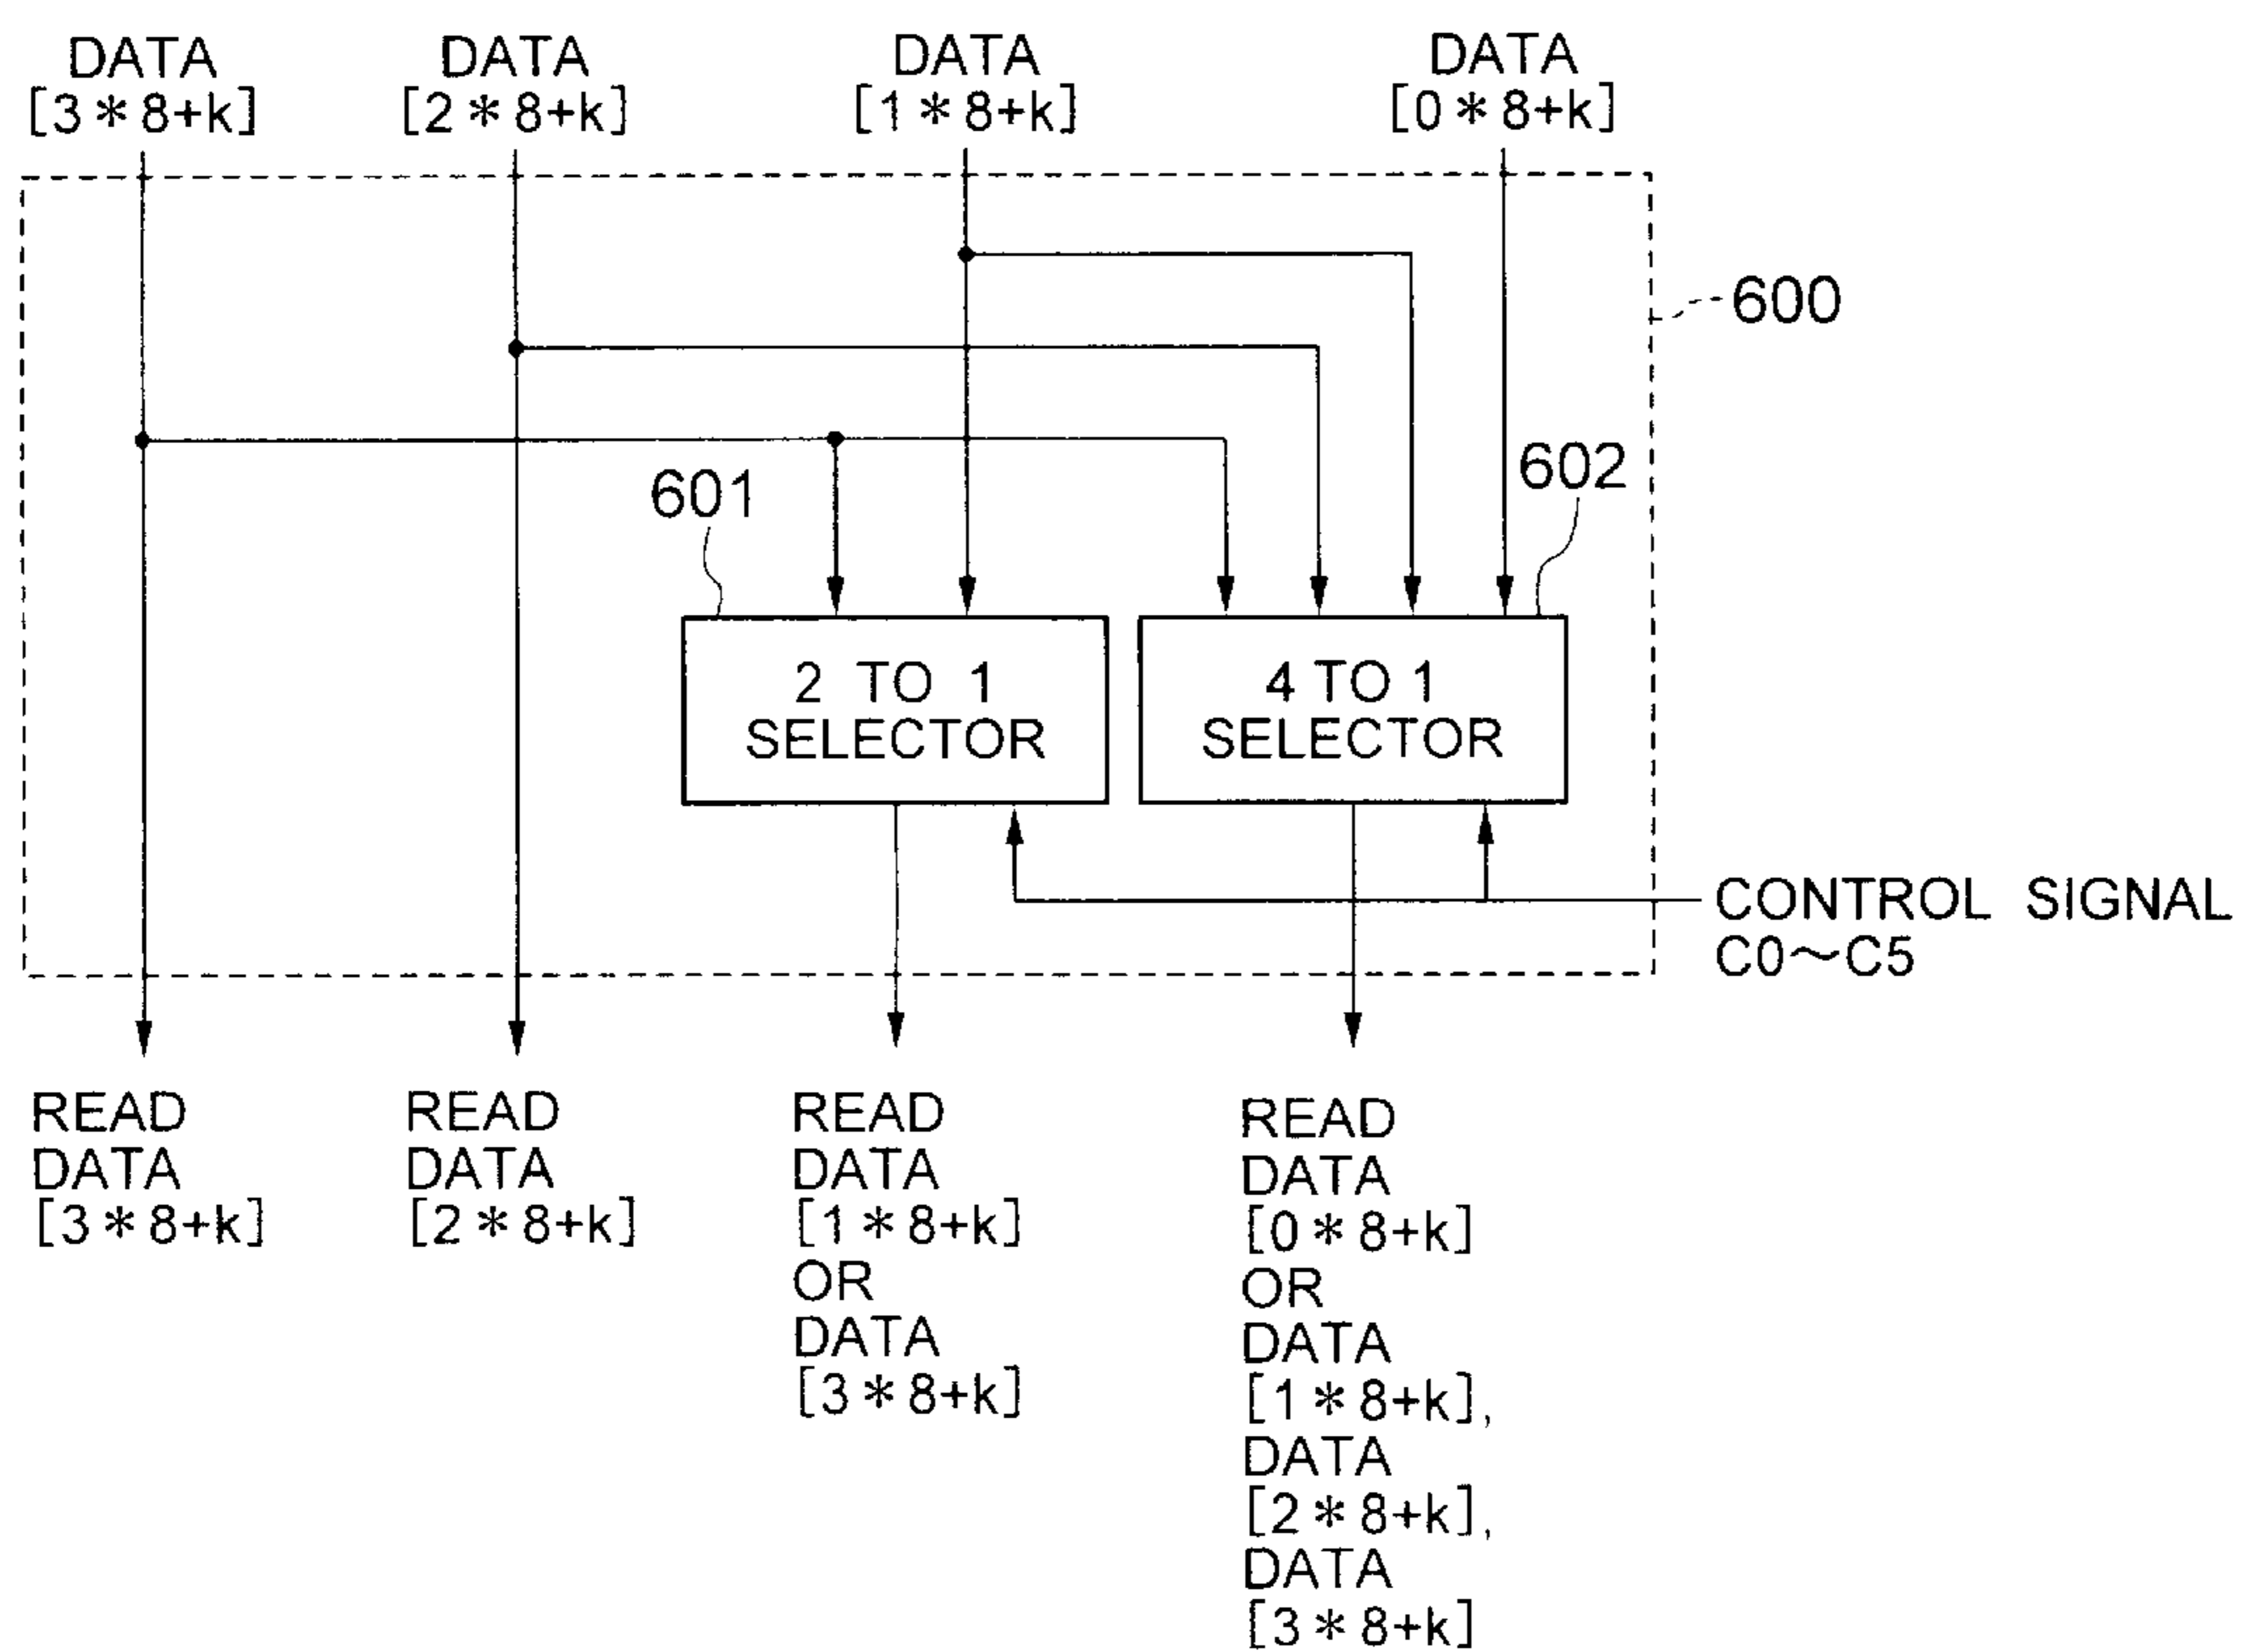 DATA
[3*8+k]
DATA
[2*8+k]
DATA
[1*8+k]
DATA
[0*8+k]
600
601
602
2 TO 1
SELECTOR
4 TO 1
SELECTOR
CONTROL SIGNAL
C0~C5
READ
DATA
[3*8+k]
READ
DATA
[2*8+k]
READ
DATA
[1*8+k]
OR
DATA
[3*8+k]
READ
DATA
[0*8+k]
OR
DATA
[1*8+k],
DATA
[2*8+k],
DATA
[3*8+k]